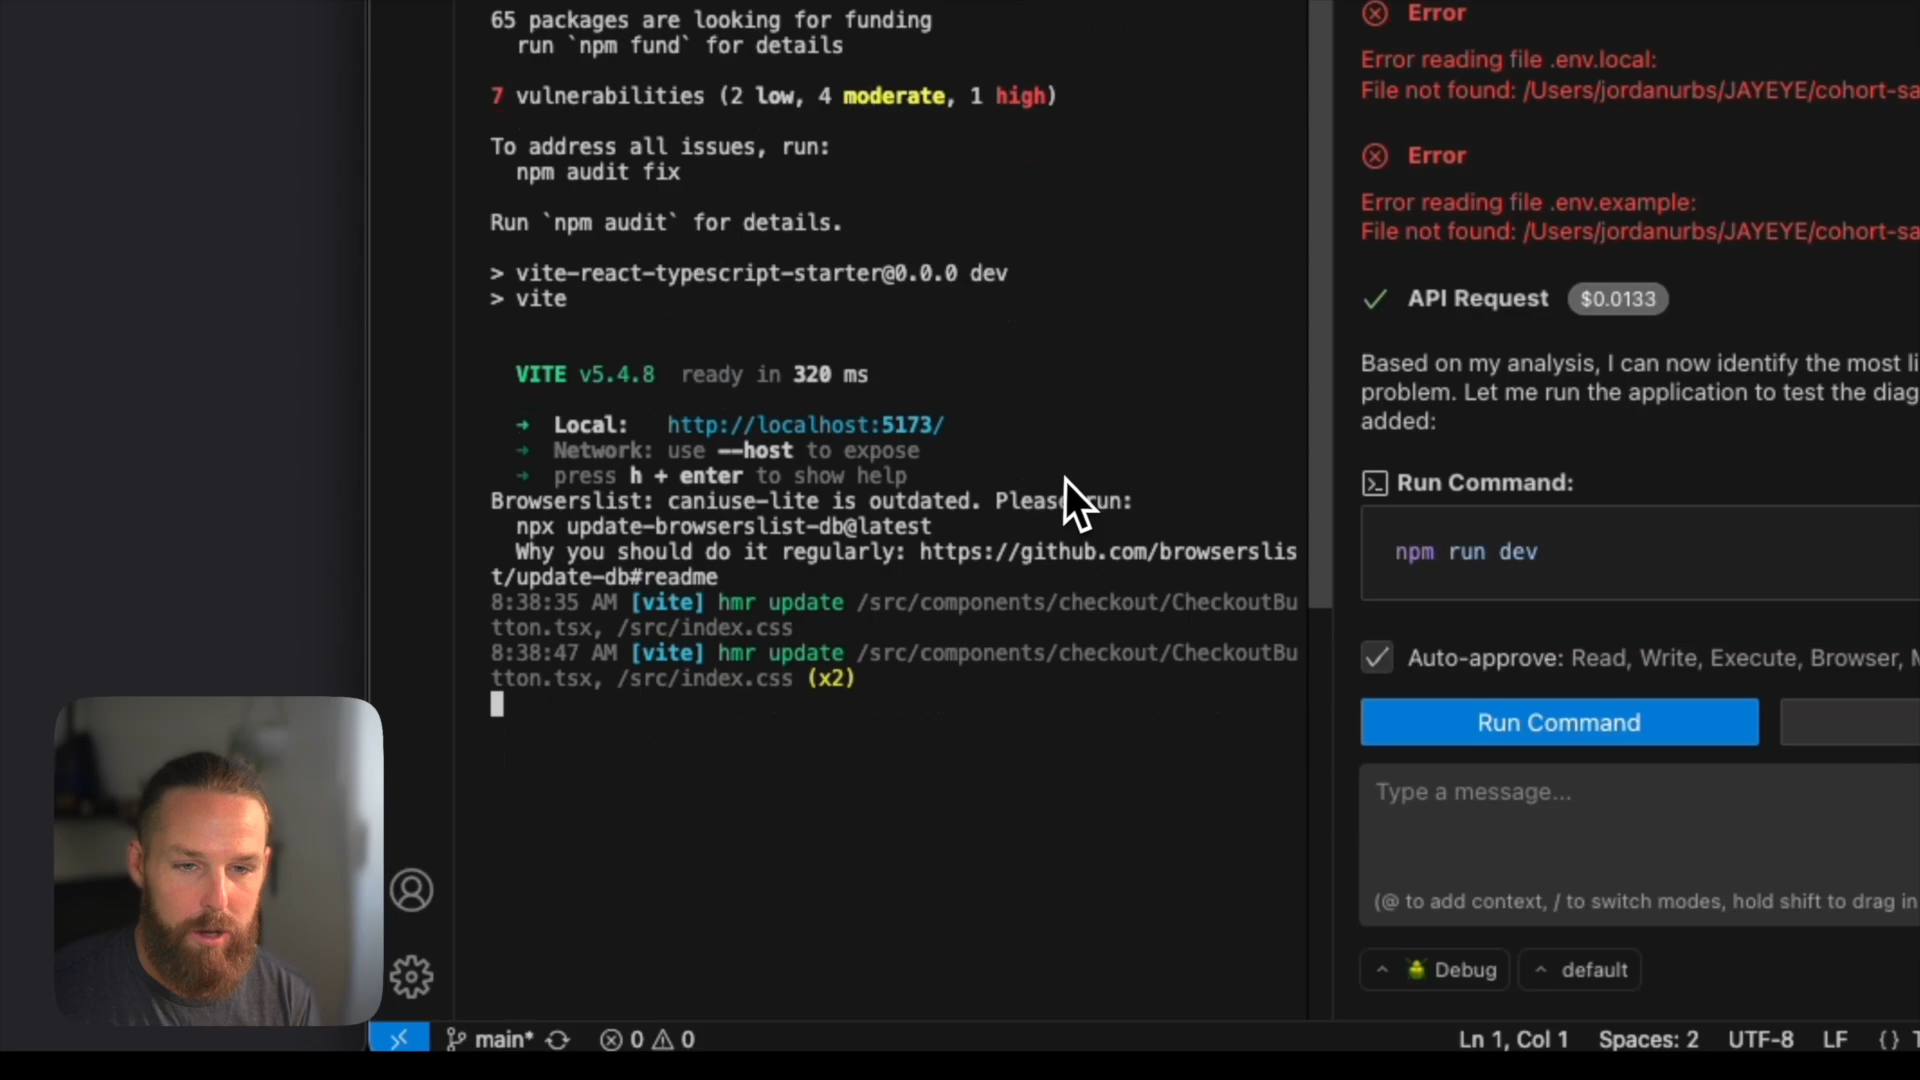 65 packages are looking for funding
run `npm fund` for details
7 vulnerabilities (2 low, 4 moderate, 1 high)
To address all issues, run:
npm audit fix
Run `npm audit` for details.
> vite-react-typescript-starter@0.0.0 dev
> vite
VITE v5.4.8 ready in 320 ms
➜ Local: http://localhost:5173/
➜ Network: use --host to expose
➜ press h + enter to show help
Browserslist: caniuse-lite is outdated. Please run:
npx update-browserslist-db@latest
Why you should do it regularly: https://github.com/browserslis
t/update-db#readme
8:38:35 AM [vite] hmr update /src/components/checkout/CheckoutBu
tton.tsx, /src/index.css
8:38:47 AM [vite] hmr update /src/components/checkout/CheckoutBu
tton.tsx, /src/index.css (x2)
Error
Error reading file .env.local:
File not found: /Users/jordanurbs/JAYEYE/cohort-sa
Error
Error reading file .env.example:
File not found: /Users/jordanurbs/JAYEYE/cohort-sa
API Request $0.0133
Based on my analysis, I can now identify the most li
problem. Let me run the application to test the diag
added:
Run Command:
npm run dev
Auto-approve: Read, Write, Execute, Browser, M
Run Command
Type a message...
(@ to add context, / to switch modes, hold shift to drag in
Debug
default
main* 0 0
Ln 1, Col 1 Spaces: 2 UTF-8 LF {} T